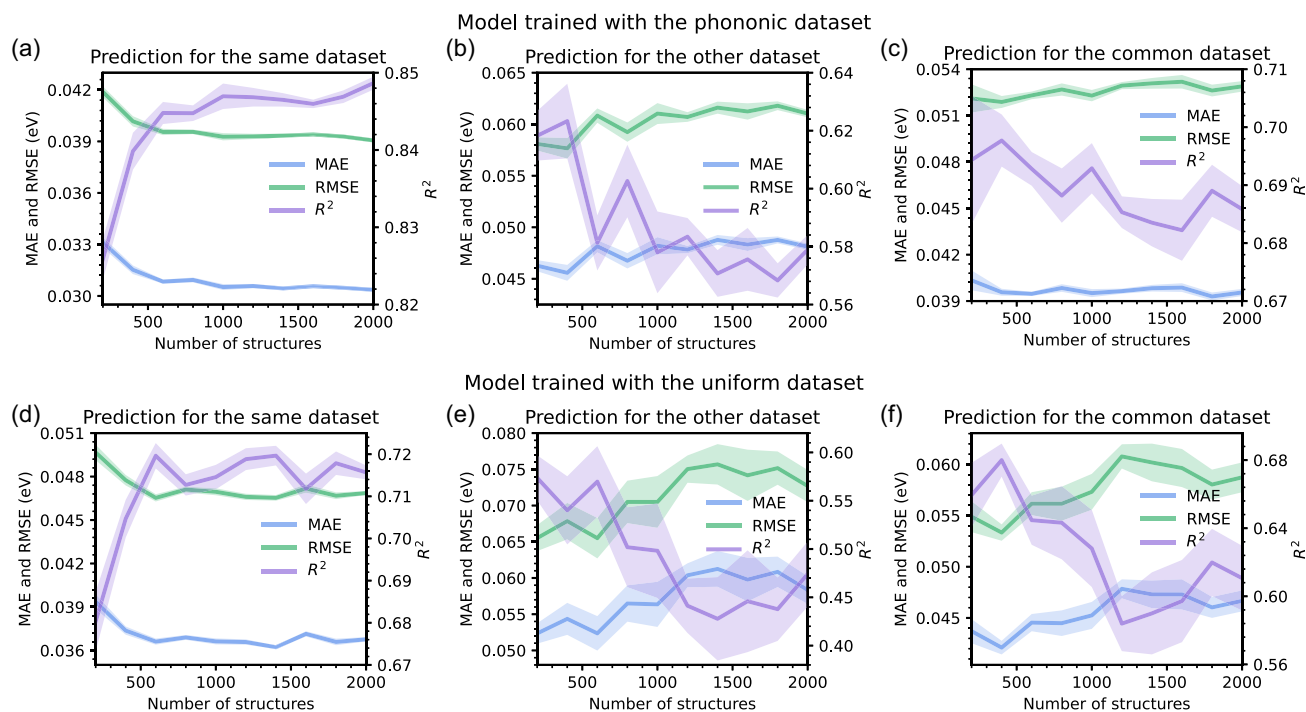 Model trained with the phononic dataset
(a)
Prediction for the same dataset
0.042
0.039
0.036
0.033
0.030
MAE and RMSE (eV)
0.85
0.84
0.83
0.82
R²
MAE
RMSE
R²
500 1000 1500 2000
Number of structures
(b)
Prediction for the other dataset
0.065
0.060
0.055
0.050
0.045
MAE and RMSE (eV)
0.64
0.62
0.60
0.58
0.56
R²
MAE
RMSE
R²
500 1000 1500 2000
Number of structures
(c)
Prediction for the common dataset
0.054
0.051
0.048
0.045
0.042
0.039
MAE and RMSE (eV)
0.71
0.70
0.69
0.68
0.67
R²
MAE
RMSE
R²
500 1000 1500 2000
Number of structures
Model trained with the uniform dataset
(d)
Prediction for the same dataset
0.051
0.048
0.045
0.042
0.039
0.036
MAE and RMSE (eV)
0.72
0.71
0.70
0.69
0.68
0.67
R²
MAE
RMSE
R²
500 1000 1500 2000
Number of structures
(e)
Prediction for the other dataset
0.080
0.075
0.070
0.065
0.060
0.055
0.050
MAE and RMSE (eV)
0.60
0.55
0.50
0.45
0.40
R²
MAE
RMSE
R²
500 1000 1500 2000
Number of structures
(f)
Prediction for the common dataset
0.060
0.055
0.050
0.045
MAE and RMSE (eV)
0.68
0.64
0.60
0.56
R²
MAE
RMSE
R²
500 1000 1500 2000
Number of structures